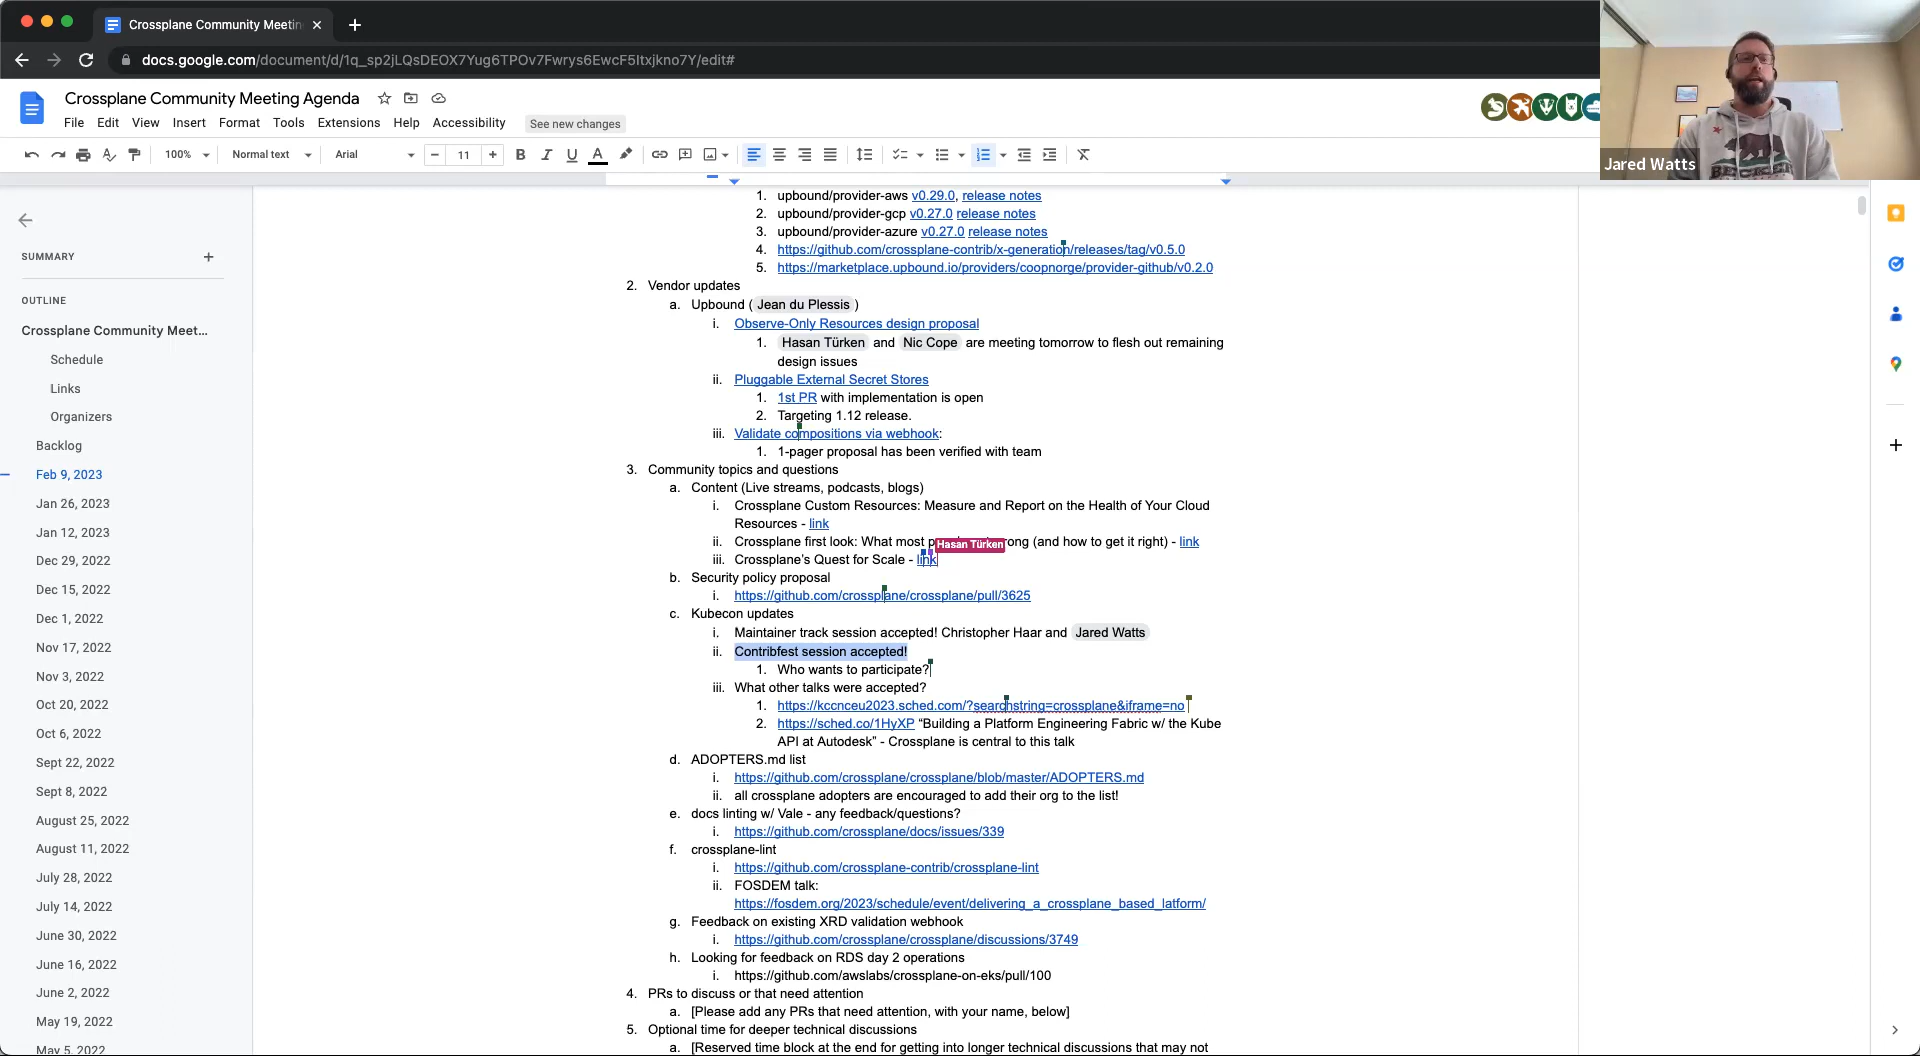 Crossplane Community Meetin
docs.google.com/document/d/1q_sp2jLQsDEOX7Yug6TPOv7Fwrys6EwcF5Itxjkno7Y/edit#
Jared Watts
Crossplane Community Meeting Agenda
File Edit View Insert Format Tools Extensions Help Accessibility See new changes
100% Normal text Arial 11
SUMMARY
OUTLINE
Crossplane Community Meet...
Schedule
Links
Organizers
Backlog
Feb 9, 2023
Jan 26, 2023
Jan 12, 2023
Dec 29, 2022
Dec 15, 2022
Dec 1, 2022
Nov 17, 2022
Nov 3, 2022
Oct 20, 2022
Oct 6, 2022
Sept 22, 2022
Sept 8, 2022
August 25, 2022
August 11, 2022
July 28, 2022
July 14, 2022
June 30, 2022
June 16, 2022
June 2, 2022
May 19, 2022
May 5, 2022
1. upbound/provider-aws v0.29.0, release notes
2. upbound/provider-gcp v0.27.0 release notes
3. upbound/provider-azure v0.27.0 release notes
4. https://github.com/crossplane-contrib/x-generation/releases/tag/v0.5.0
5. https://marketplace.upbound.io/providers/coopnorge/provider-github/v0.2.0
2. Vendor updates
a. Upbound ( Jean du Plessis )
i. Observe-Only Resources design proposal
1. Hasan Türken and Nic Cope are meeting tomorrow to flesh out remaining
design issues
ii. Pluggable External Secret Stores
1. 1st PR with implementation is open
2. Targeting 1.12 release.
iii. Validate compositions via webhook:
1. 1-pager proposal has been verified with team
3. Community topics and questions
a. Content (Live streams, podcasts, blogs)
i. Crossplane Custom Resources: Measure and Report on the Health of Your Cloud
Resources - link
ii. Crossplane first look: What most p rong (and how to get it right) - link
Hasan Türken
iii. Crossplane's Quest for Scale - link
b. Security policy proposal
i. https://github.com/crossplane/crossplane/pull/3625
c. Kubecon updates
i. Maintainer track session accepted! Christopher Haar and Jared Watts
ii. Contribfest session accepted!
1. Who wants to participate?
iii. What other talks were accepted?
1. https://kccnceu2023.sched.com/?searchstring=crossplane&iframe=no
2. https://sched.co/1HyXP “Building a Platform Engineering Fabric w/ the Kube
API at Autodesk” - Crossplane is central to this talk
d. ADOPTERS.md list
i. https://github.com/crossplane/crossplane/blob/master/ADOPTERS.md
ii. all crossplane adopters are encouraged to add their org to the list!
e. docs linting w/ Vale - any feedback/questions?
i. https://github.com/crossplane/docs/issues/339
f. crossplane-lint
i. https://github.com/crossplane-contrib/crossplane-lint
ii. FOSDEM talk:
https://fosdem.org/2023/schedule/event/delivering_a_crossplane_based_latform/
g. Feedback on existing XRD validation webhook
i. https://github.com/crossplane/crossplane/discussions/3749
h. Looking for feedback on RDS day 2 operations
i. https://github.com/awslabs/crossplane-on-eks/pull/100
4. PRs to discuss or that need attention
a. [Please add any PRs that need attention, with your name, below]
5. Optional time for deeper technical discussions
a. [Reserved time block at the end for getting into longer technical discussions that may not